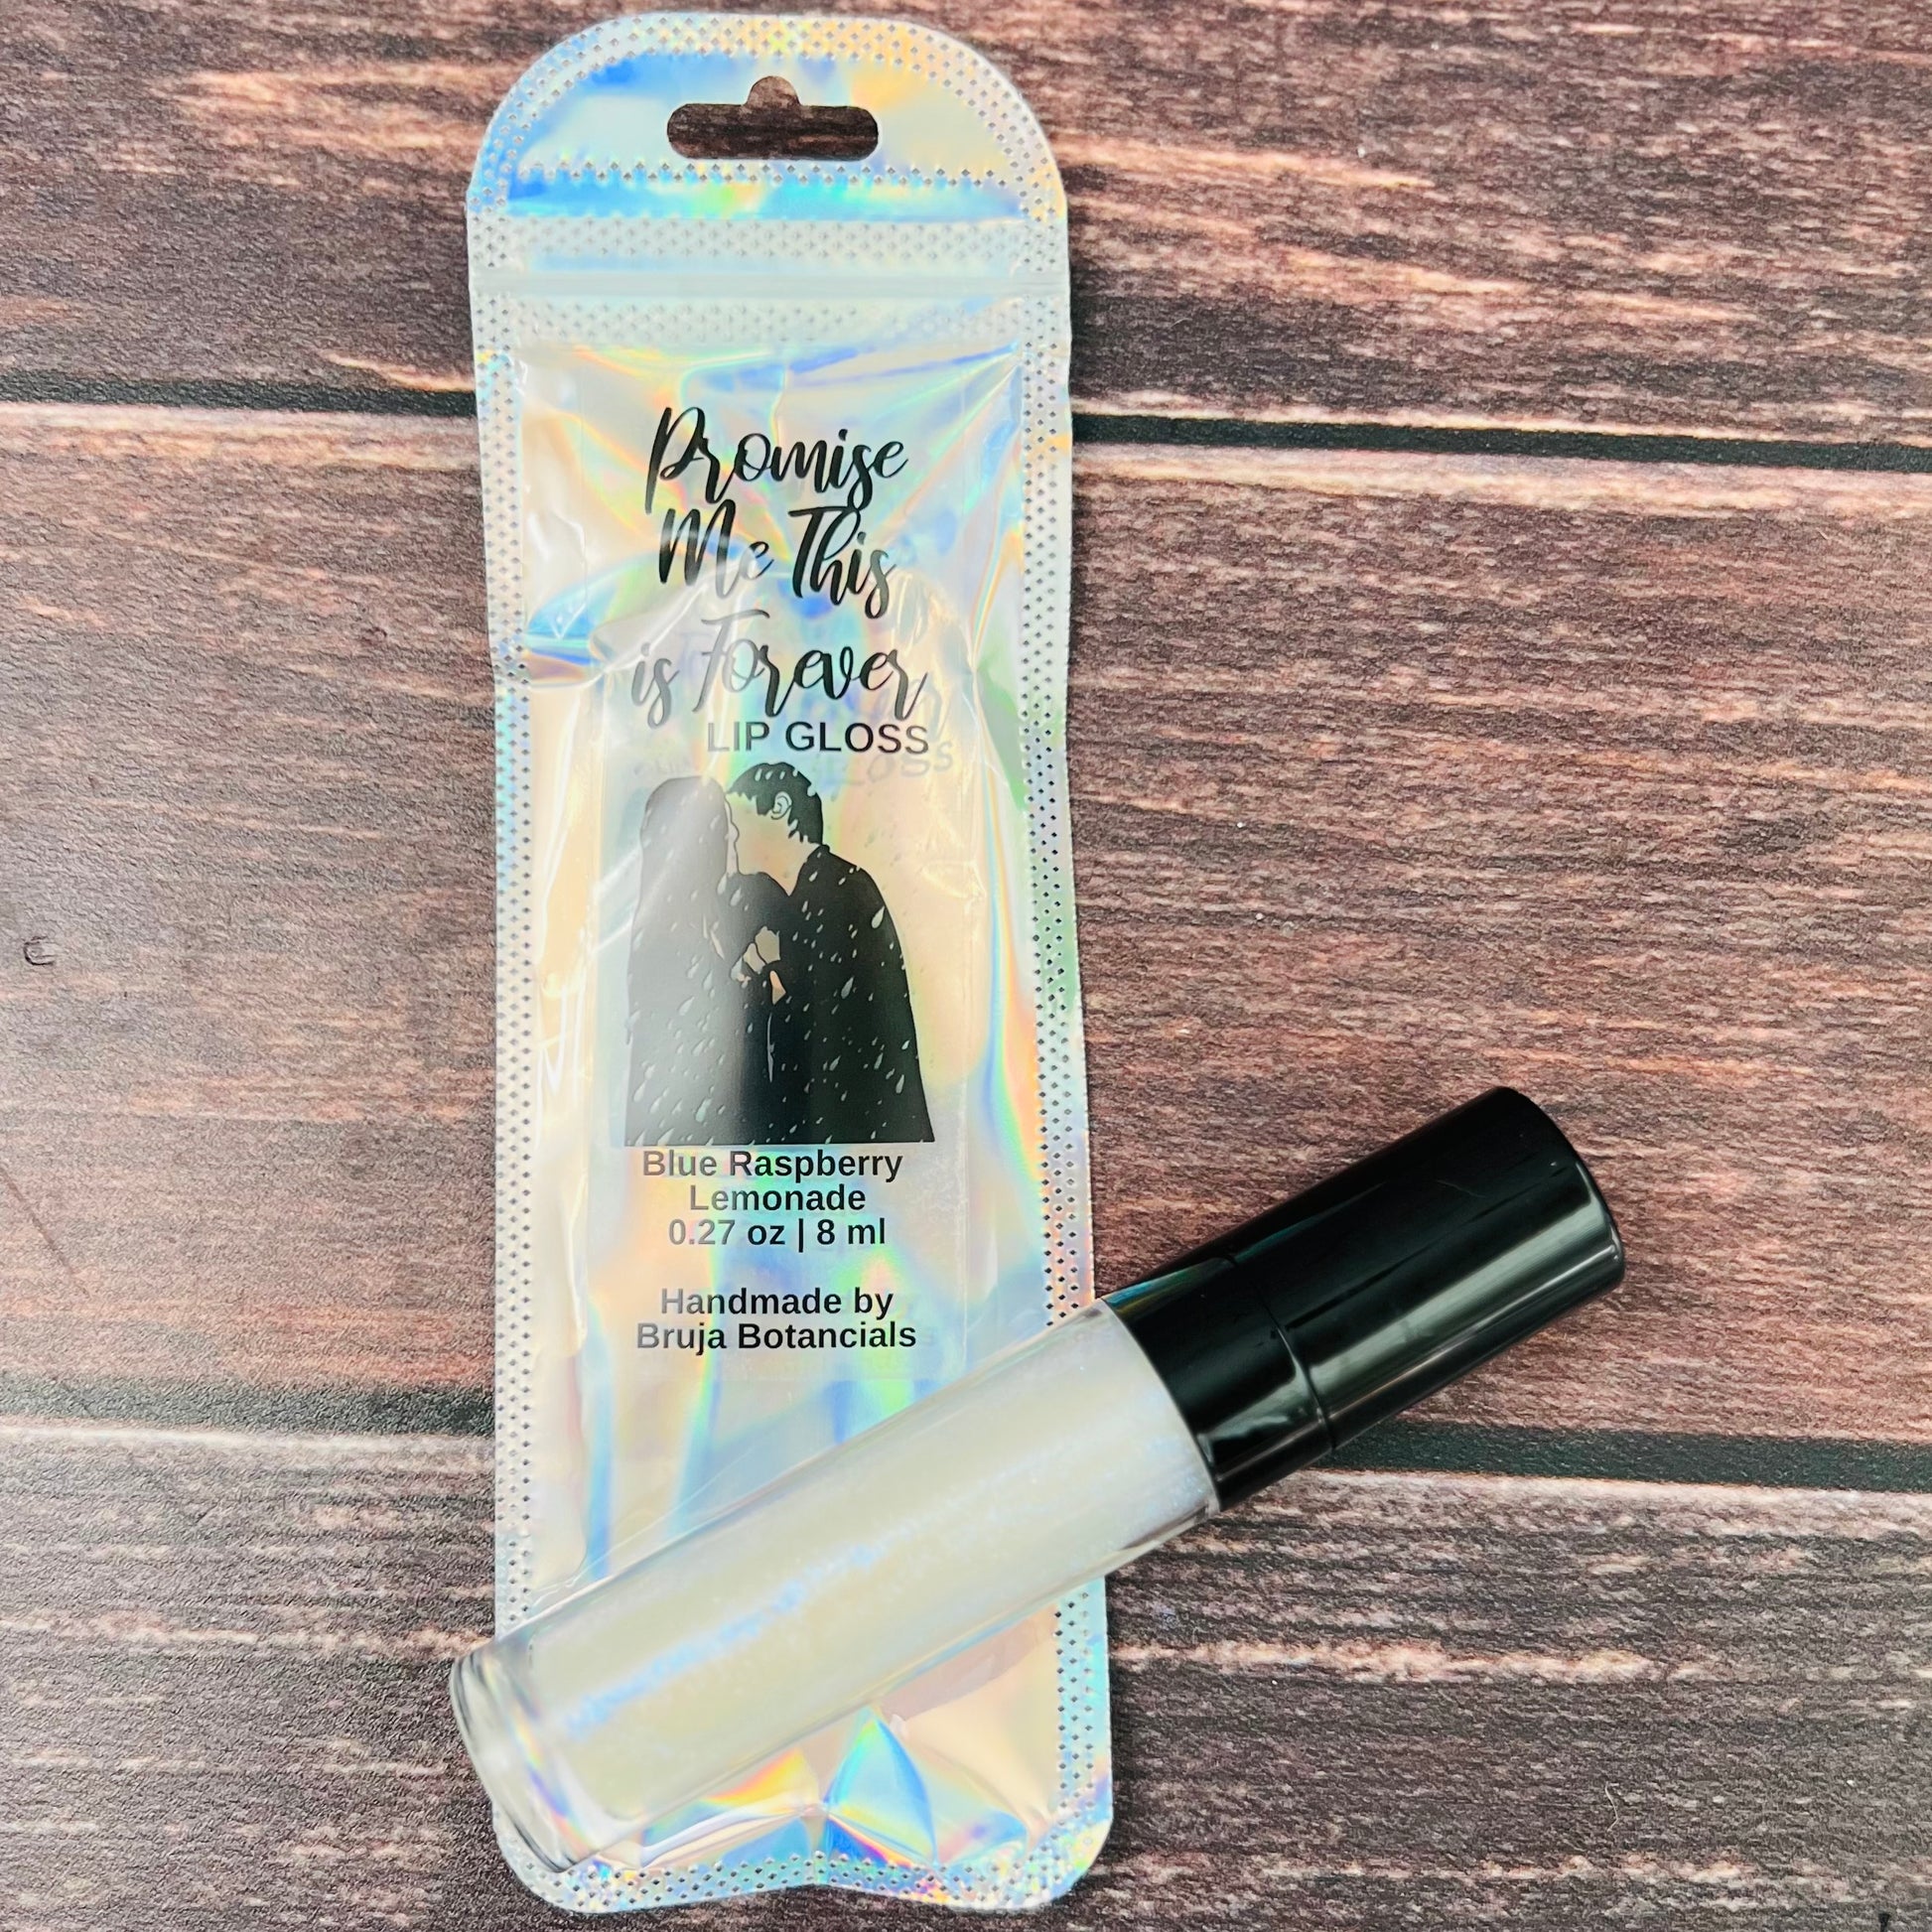 Promise
Me This
is Forever
LIP GLOSS
Blue Raspberry
Lemonade
0.27 oz | 8 ml
Handmade by
Bruja Botancials